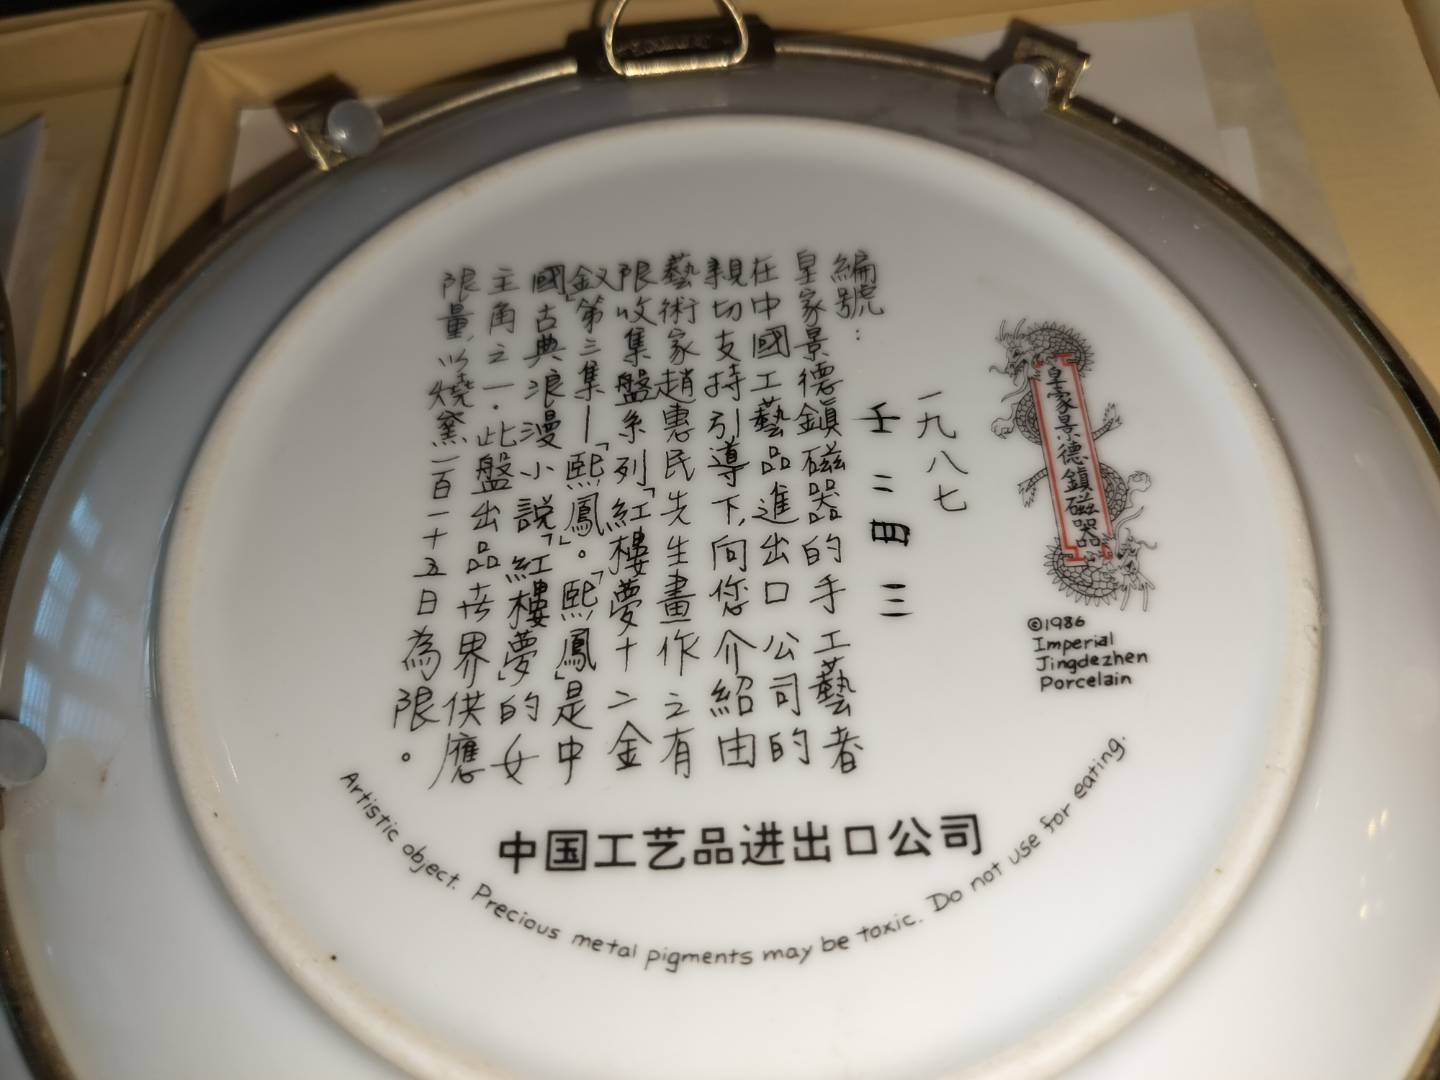 皇家景德鎮磁器
©1986
Imperial
Jingdezhen
Porcelain
一九八七
編號：
壬二四三
皇家景德鎮磁器的手工藝者
在中國工藝品進出口公司的
親切支持引導下，向您介紹由
藝術家趙惠民先生畫作之有
限收集盤系列「紅樓夢十二金
釵」第三集—「熙鳳」。「熙鳳」是中
國古典浪漫小説「紅樓夢」的女
主角之一．此盤出品在世界供應
限量，以燒窯一百一十五日為限。
中国工艺品进出口公司
Artistic object. Precious metal pigments may be toxic. Do not use for eating.